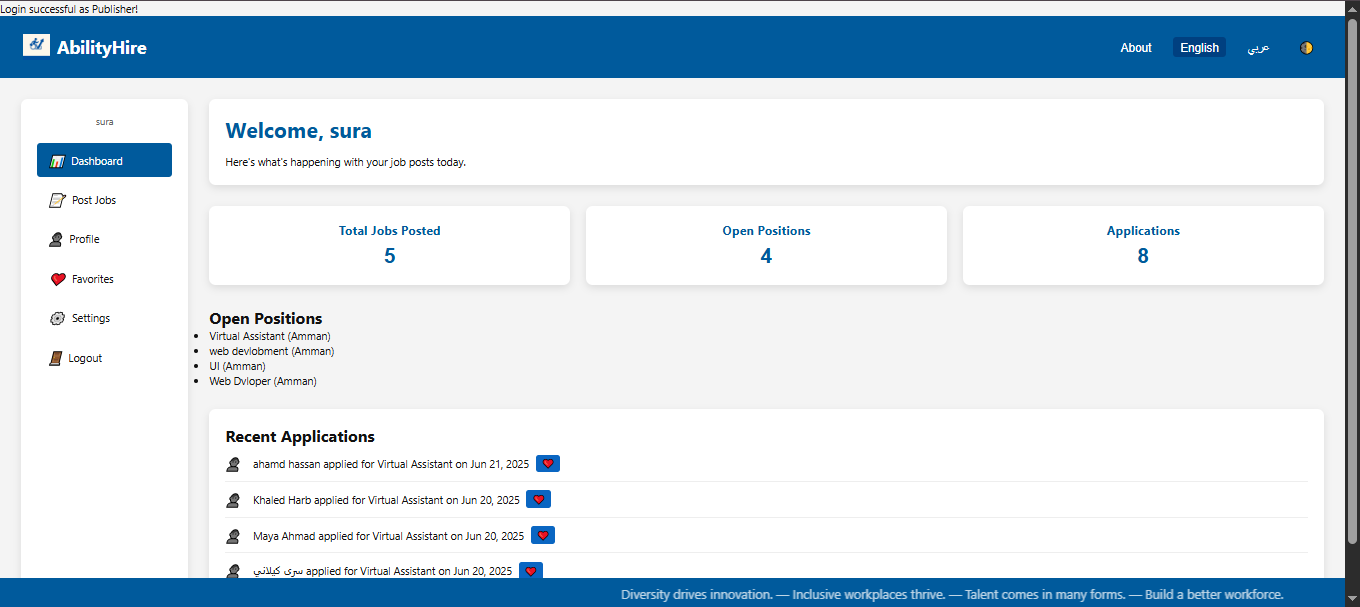 Login successful as Publisher!
AbilityHire
About
English
عربي
sura
Dashboard
Post Jobs
Profile
Favorites
Settings
Logout
Welcome, sura
Here's what's happening with your job posts today.
Total Jobs Posted
5
Open Positions
4
Applications
8
Open Positions
Virtual Assistant (Amman)
web deviobment (Amman)
UI (Amman)
Web Dvloper (Amman)
Recent Applications
ahamd hassan applied for Virtual Assistant on Jun 21, 2025
Khaled Harb applied for Virtual Assistant on Jun 20, 2025
Maya Ahmad applied for Virtual Assistant on Jun 20, 2025
سرى كيلاني applied for Virtual Assistant on Jun 20, 2025
Diversity drives innovation. — Inclusive workplaces thrive. — Talent comes in many forms. — Build a better workforce.